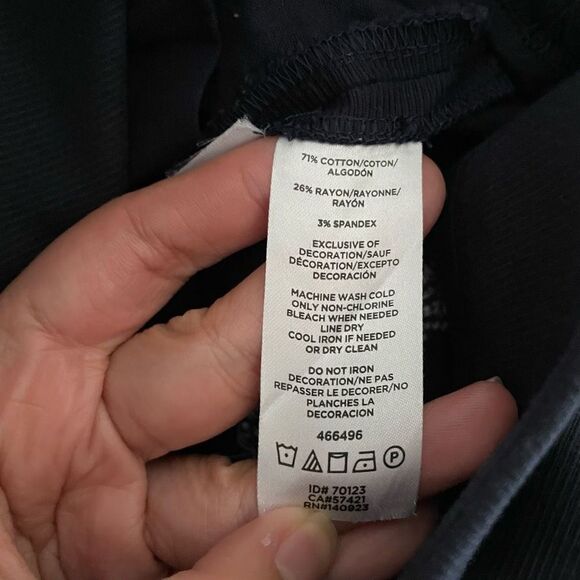 71% COTTON/COTON/
ALGODÓN
26% RAYON/RAYONNE/
RAYÓN
3% SPANDEX
EXCLUSIVE OF
DECORATION/SAUF
DÉCORATION/EXCEPTO
DECORACIÓN
MACHINE WASH COLD
ONLY NON-CHLORINE
BLEACH WHEN NEEDED
LINE DRY
COOL IRON IF NEEDED
OR DRY CLEAN
DO NOT IRON
DECORATION/NE PAS
REPASSER LE DECORER/NO
PLANCHES LA
DECORACION
466496
P
ID# 70123
CA#57421
RN#140923